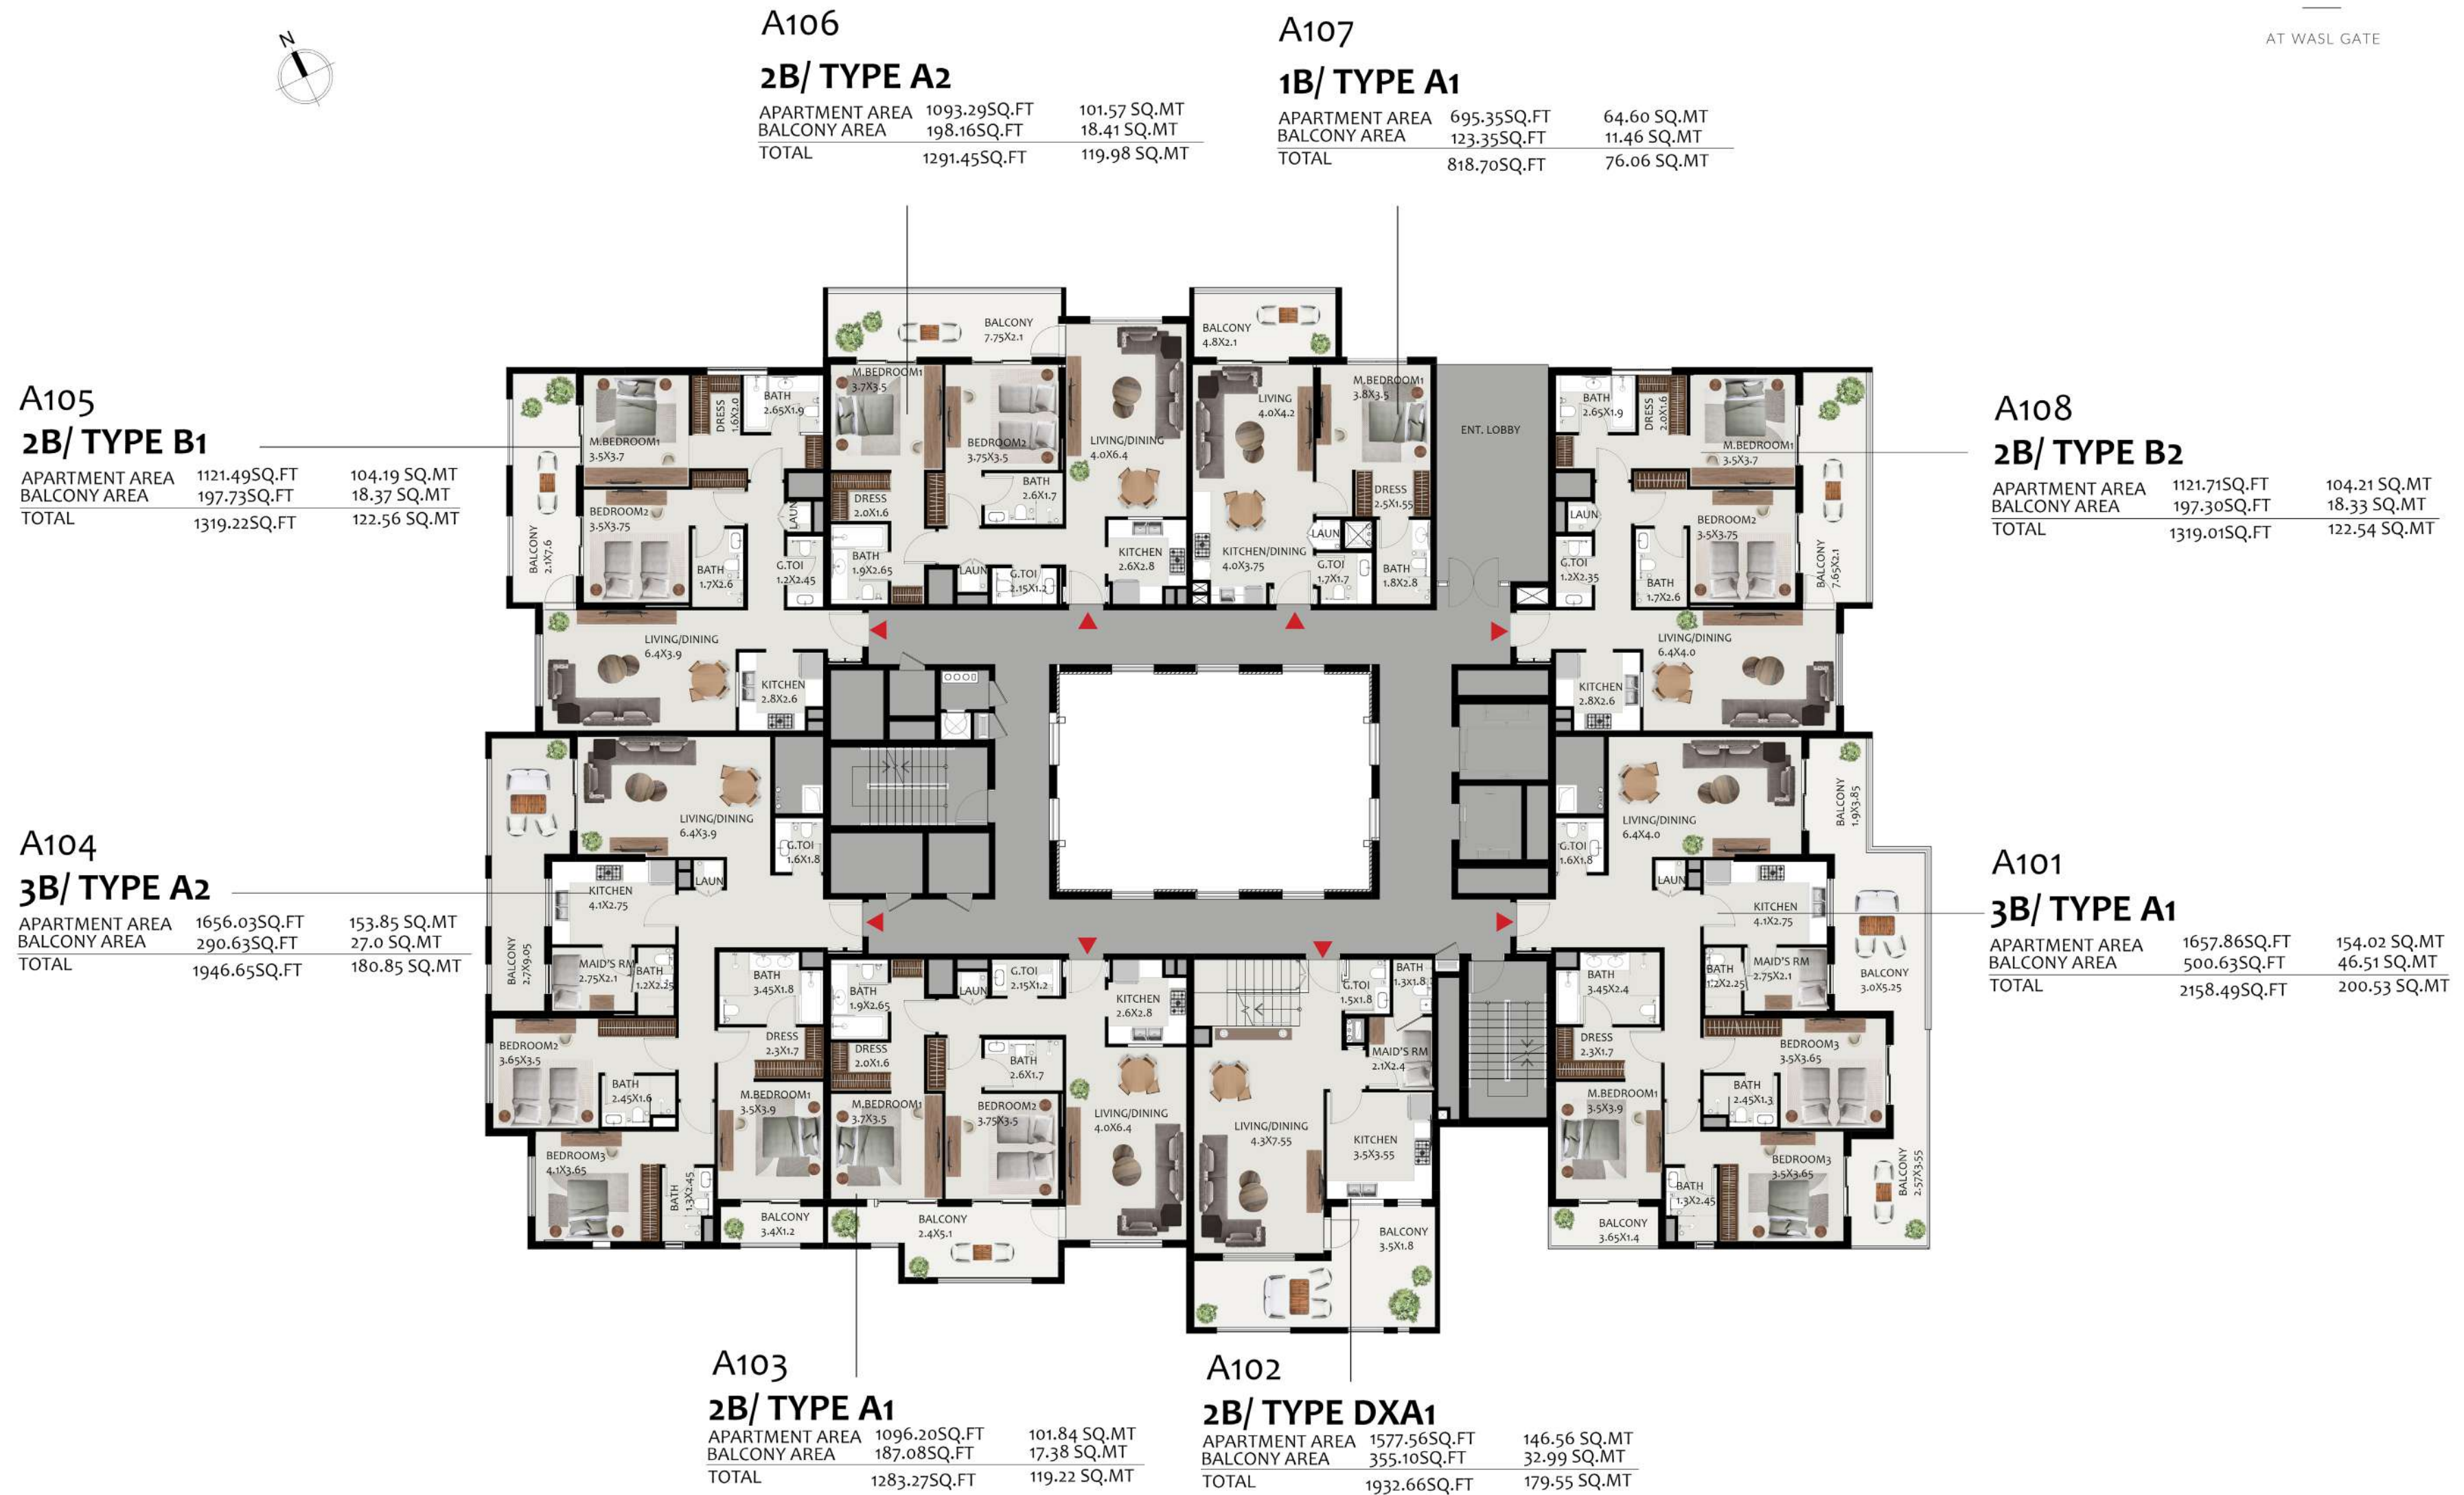 N
AT WASL GATE
A106
2B/ TYPE A2
APARTMENT AREA 1093.29SQ.FT 101.57 SQ.MT
BALCONY AREA 198.16SQ.FT 18.41 SQ.MT
TOTAL 1291.45SQ.FT 119.98 SQ.MT
A107
1B/ TYPE A1
APARTMENT AREA 695.35SQ.FT 64.60 SQ.MT
BALCONY AREA 123.35SQ.FT 11.46 SQ.MT
TOTAL 818.70SQ.FT 76.06 SQ.MT
A105
2B/ TYPE B1
APARTMENT AREA 1121.49SQ.FT 104.19 SQ.MT
BALCONY AREA 197.73SQ.FT 18.37 SQ.MT
TOTAL 1319.22SQ.FT 122.56 SQ.MT
M.BEDROOM1
3.5X3.7
DRESS
1.6X2.0
BATH
2.65X1.9
BEDROOM2
3.5X3.75
BALCONY
2.1X7.6
BATH
1.7X2.6
LAUN
G.TOI
1.2X2.45
LIVING/DINING
6.4X3.9
KITCHEN
2.8X2.6
BALCONY
7.75X2.1
M.BEDROOM1
3.7X3.5
BEDROOM2
3.75X3.5
LIVING/DINING
4.0X6.4
DRESS
2.0X1.6
BATH
2.6X1.7
BATH
1.9X2.65
LAUN
G.TOI
2.15X1.2
KITCHEN
2.6X2.8
BALCONY
4.8X2.1
LIVING
4.0X4.2
M.BEDROOM1
3.8X3.5
DRESS
2.5X1.55
LAUN
KITCHEN/DINING
4.0X3.75
G.TOI
1.7X1.7
BATH
1.8X2.8
ENT. LOBBY
BATH
2.65X1.9
DRESS
2.0X1.6
M.BEDROOM1
3.5X3.7
LAUN
BEDROOM2
3.5X3.75
G.TOI
1.2X2.35
BATH
1.7X2.6
BALCONY
7.65X2.1
LIVING/DINING
6.4X4.0
KITCHEN
2.8X2.6
A108
2B/ TYPE B2
APARTMENT AREA 1121.71SQ.FT 104.21 SQ.MT
BALCONY AREA 197.30SQ.FT 18.33 SQ.MT
TOTAL 1319.01SQ.FT 122.54 SQ.MT
A104
3B/ TYPE A2
APARTMENT AREA 1656.03SQ.FT 153.85 SQ.MT
BALCONY AREA 290.63SQ.FT 27.0 SQ.MT
TOTAL 1946.65SQ.FT 180.85 SQ.MT
LIVING/DINING
6.4X3.9
G.TOI
1.6X1.8
KITCHEN
4.1X2.75
LAUN
BALCONY
2.7X9.05
MAID'S RM
2.75X2.1
BATH
1.2X2.25
BATH
3.45X1.8
BEDROOM2
3.65X3.5
DRESS
2.3X1.7
BATH
2.45X1.6
M.BEDROOM1
3.5X3.9
BEDROOM3
4.1X3.65
BATH
1.3X2.45
BALCONY
3.4X1.2
BATH
1.9X2.65
LAUN
G.TOI
2.15X1.2
KITCHEN
2.6X2.8
DRESS
2.0X1.6
BATH
2.6X1.7
M.BEDROOM1
3.7X3.5
BEDROOM2
3.75X3.5
LIVING/DINING
4.0X6.4
BALCONY
2.4X5.1
G.TOI
1.5X1.8
BATH
1.3X1.8
MAID'S RM
2.1X2.4
LIVING/DINING
4.3X7.55
KITCHEN
3.5X3.55
BALCONY
3.5X1.8
LIVING/DINING
6.4X4.0
BALCONY
1.9X3.85
G.TOI
1.6X1.8
LAUN
KITCHEN
4.1X2.75
BATH
3.45X2.4
BATH
1.2X2.25
MAID'S RM
2.75X2.1
BALCONY
3.0X5.25
DRESS
2.3X1.7
BEDROOM3
3.5X3.65
M.BEDROOM1
3.5X3.9
BATH
2.45X1.3
BEDROOM3
3.5X3.65
BATH
1.3X2.45
BALCONY
2.57X3.55
BALCONY
3.65X1.4
A101
3B/ TYPE A1
APARTMENT AREA 1657.86SQ.FT 154.02 SQ.MT
BALCONY AREA 500.63SQ.FT 46.51 SQ.MT
TOTAL 2158.49SQ.FT 200.53 SQ.MT
A103
2B/ TYPE A1
APARTMENT AREA 1096.20SQ.FT 101.84 SQ.MT
BALCONY AREA 187.08SQ.FT 17.38 SQ.MT
TOTAL 1283.27SQ.FT 119.22 SQ.MT
A102
2B/ TYPE DXA1
APARTMENT AREA 1577.56SQ.FT 146.56 SQ.MT
BALCONY AREA 355.10SQ.FT 32.99 SQ.MT
TOTAL 1932.66SQ.FT 179.55 SQ.MT